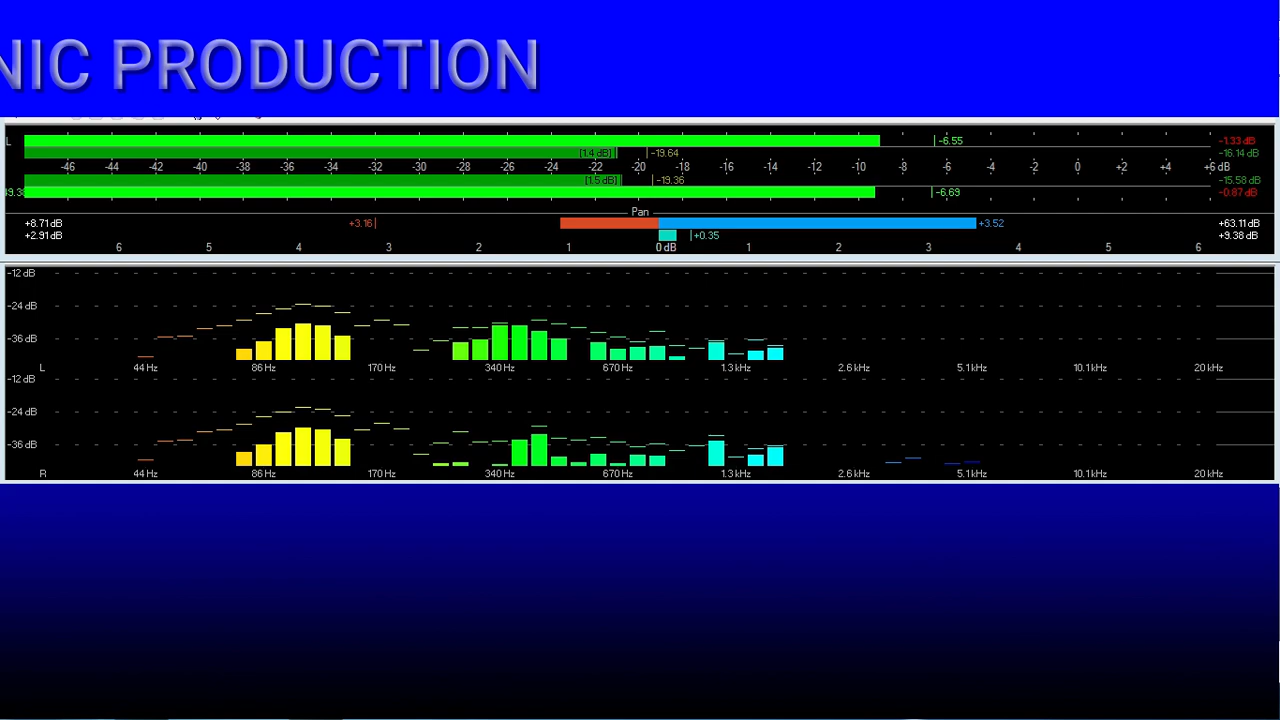 NIC PRODUCTION
L -6.55 -1.33 dB
[1.4 dB] -19.64 -16.14 dB
-46 -44 -42 -40 -38 -36 -34 -32 -30 -28 -26 -24 -22 -20 -18 -16 -14 -12 -10 -8 -6 -4 -2 0 +2 +4 +6 dB
[1.5 dB] -19.36 -15.58 dB
-6.69 -0.87 dB
Pan
+8.71 dB +3.16 +3.52 +63.11 dB
+2.91 dB +0.35 +9.38 dB
6 5 4 3 2 1 0 dB 1 2 3 4 5 6
-12 dB
-24 dB
-36 dB
L 44 Hz 86 Hz 170 Hz 340 Hz 670 Hz 1.3 kHz 2.6 kHz 5.1 kHz 10.1 kHz 20 kHz
-12 dB
-24 dB
-36 dB
R 44 Hz 86 Hz 170 Hz 340 Hz 670 Hz 1.3 kHz 2.6 kHz 5.1 kHz 10.1 kHz 20 kHz